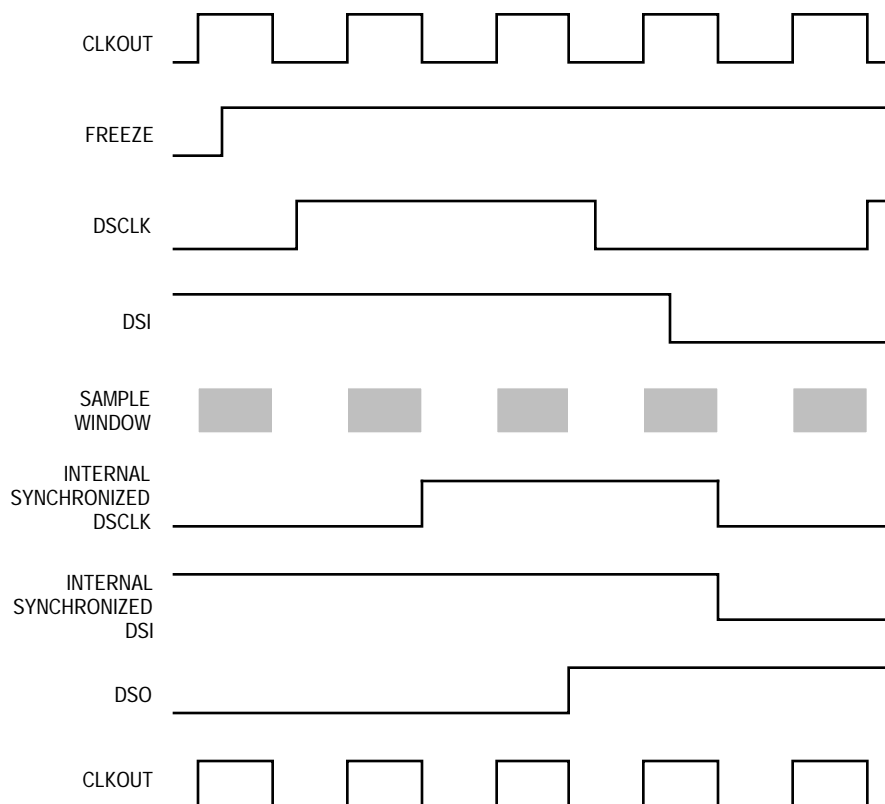 CLKOUT
FREEZE
DSCLK
DSI
SAMPLE
WINDOW
INTERNAL
SYNCHRONIZED
DSCLK
INTERNAL
SYNCHRONIZED
DSI
DSO
CLKOUT